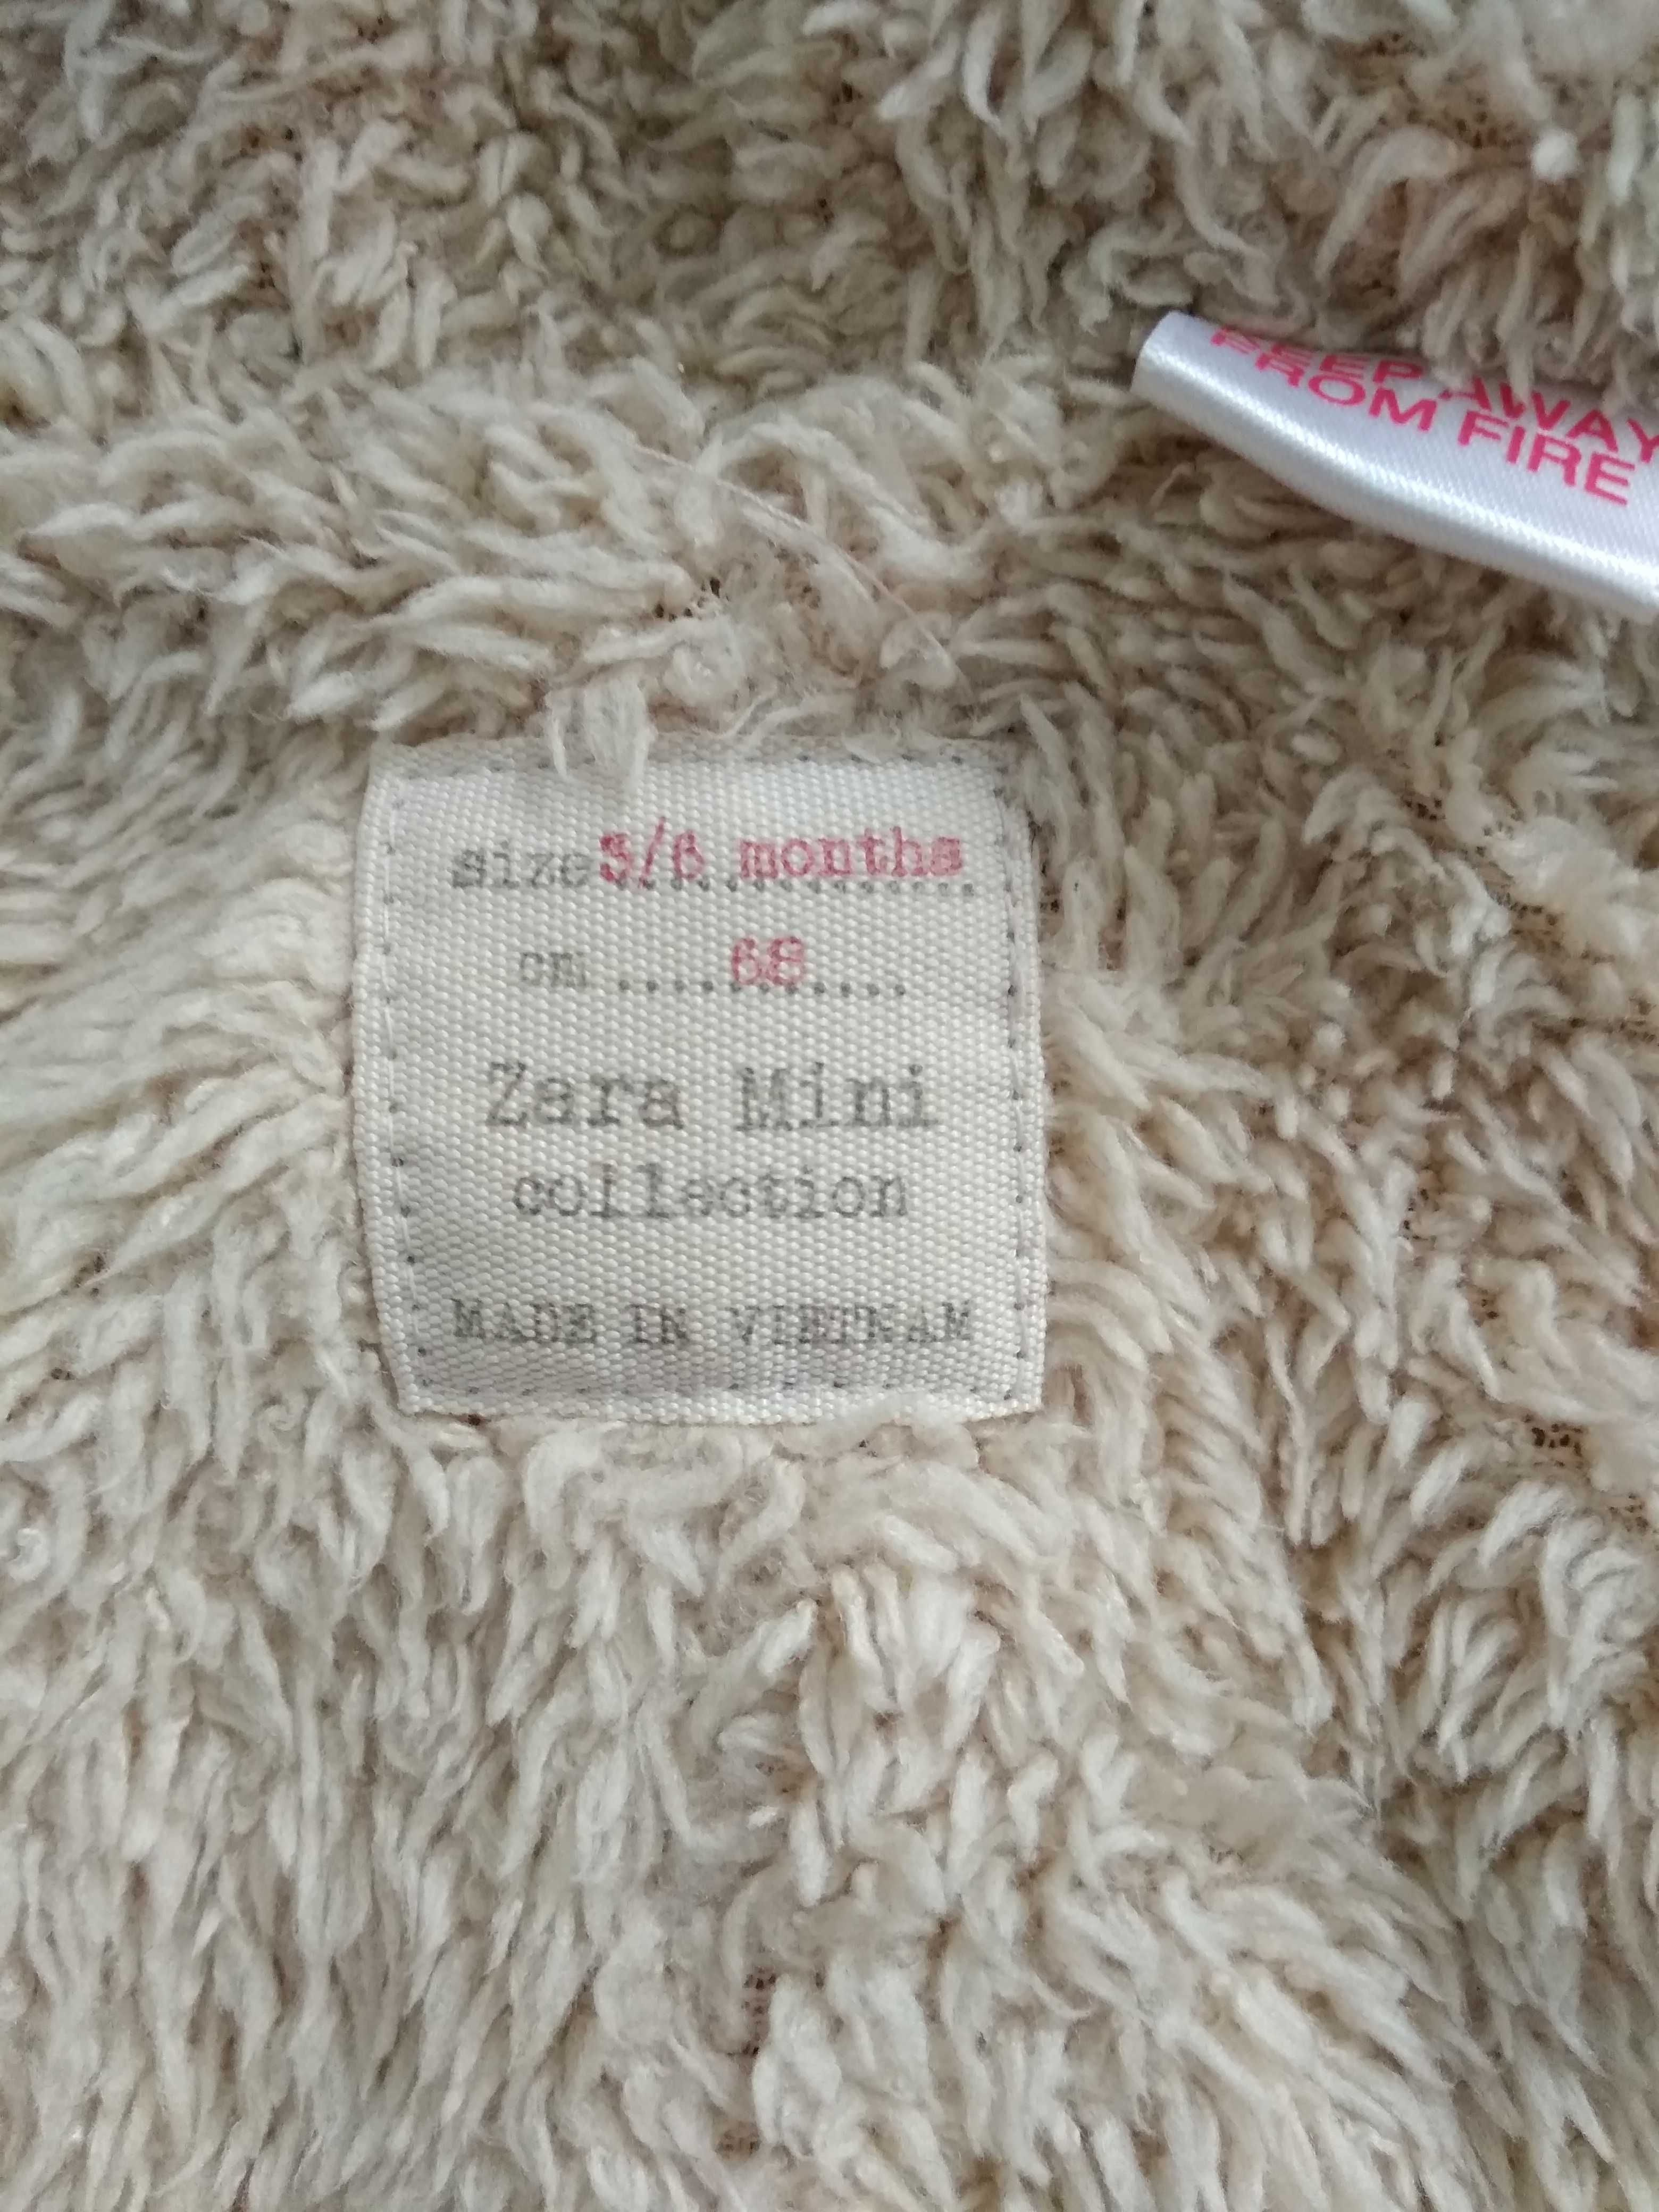 KEEP AWAY
FROM FIRE
size 3/6 months
cm ............ 68
Zara Mini
collection
MADE IN VIETNAM